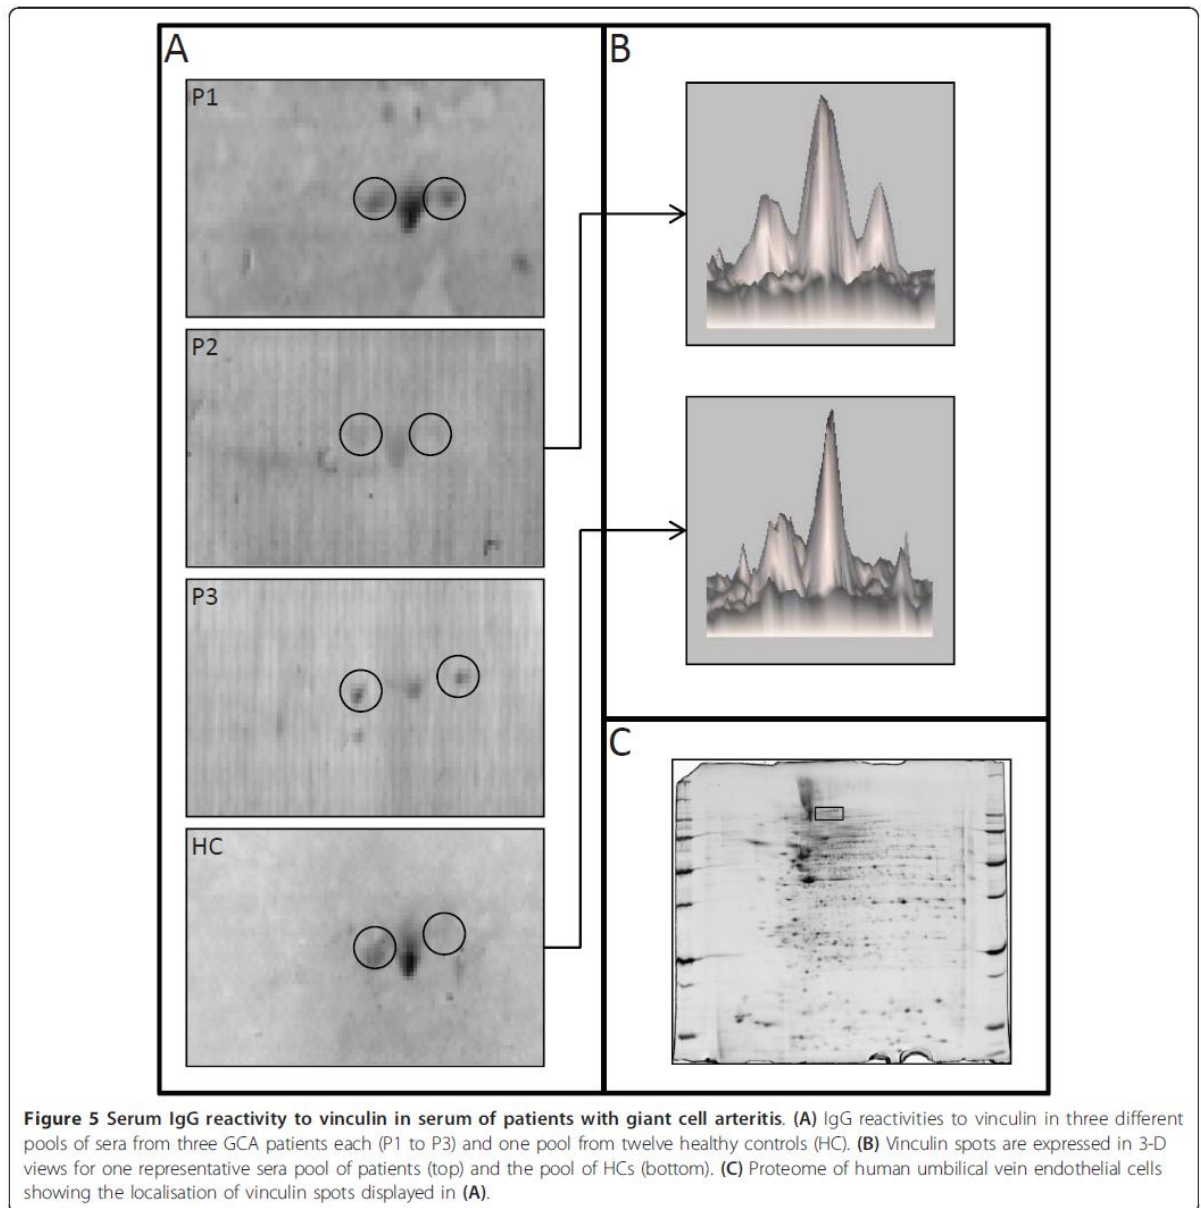 A
P1
P2
P3
HC
B
C
Figure 5 Serum IgG reactivity to vinculin in serum of patients with giant cell arteritis. (A) IgG reactivities to vinculin in three different
pools of sera from three GCA patients each (P1 to P3) and one pool from twelve healthy controls (HC). (B) Vinculin spots are expressed in 3-D
views for one representative sera pool of patients (top) and the pool of HCs (bottom). (C) Proteome of human umbilical vein endothelial cells
showing the localisation of vinculin spots displayed in (A).